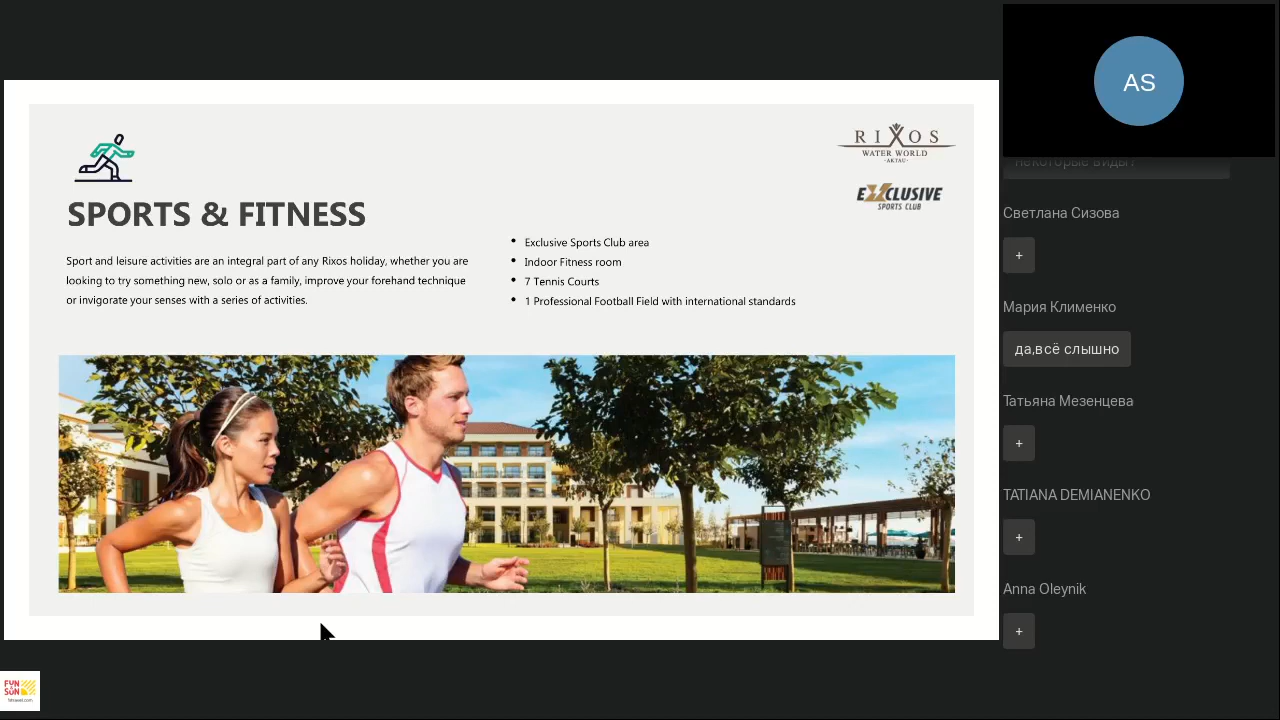 RIXOS
WATER WORLD
- AKTAU -
EXCLUSIVE
SPORTS CLUB
SPORTS & FITNESS
Sport and leisure activities are an integral part of any Rixos holiday, whether you are
looking to try something new, solo or as a family, improve your forehand technique
or invigorate your senses with a series of activities.
• Exclusive Sports Club area
• Indoor Fitness room
• 7 Tennis Courts
• 1 Professional Football Field with international standards
AS
некоторые виды?
Светлана Сизова
+
Мария Клименко
да,всё слышно
Татьяна Мезенцева
+
TATIANA DEMIANENKO
+
Anna Oleynik
+
FUN
SUN